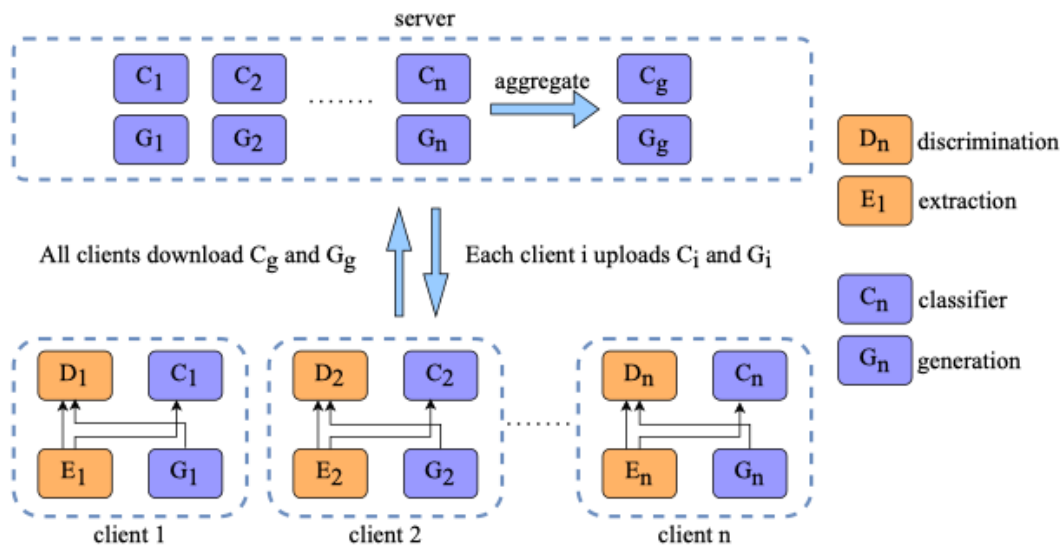 server
C1 C2 ........ Cn aggregate Cg
G1 G2 Gn Gg
Dn discrimination
E1 extraction
All clients download Cg and Gg
Each client i uploads Ci and Gi
Cn classifier
Gn generation
D1 C1 D2 C2 Dn Cn
E1 G1 E2 G2 En Gn
client 1 client 2 client n